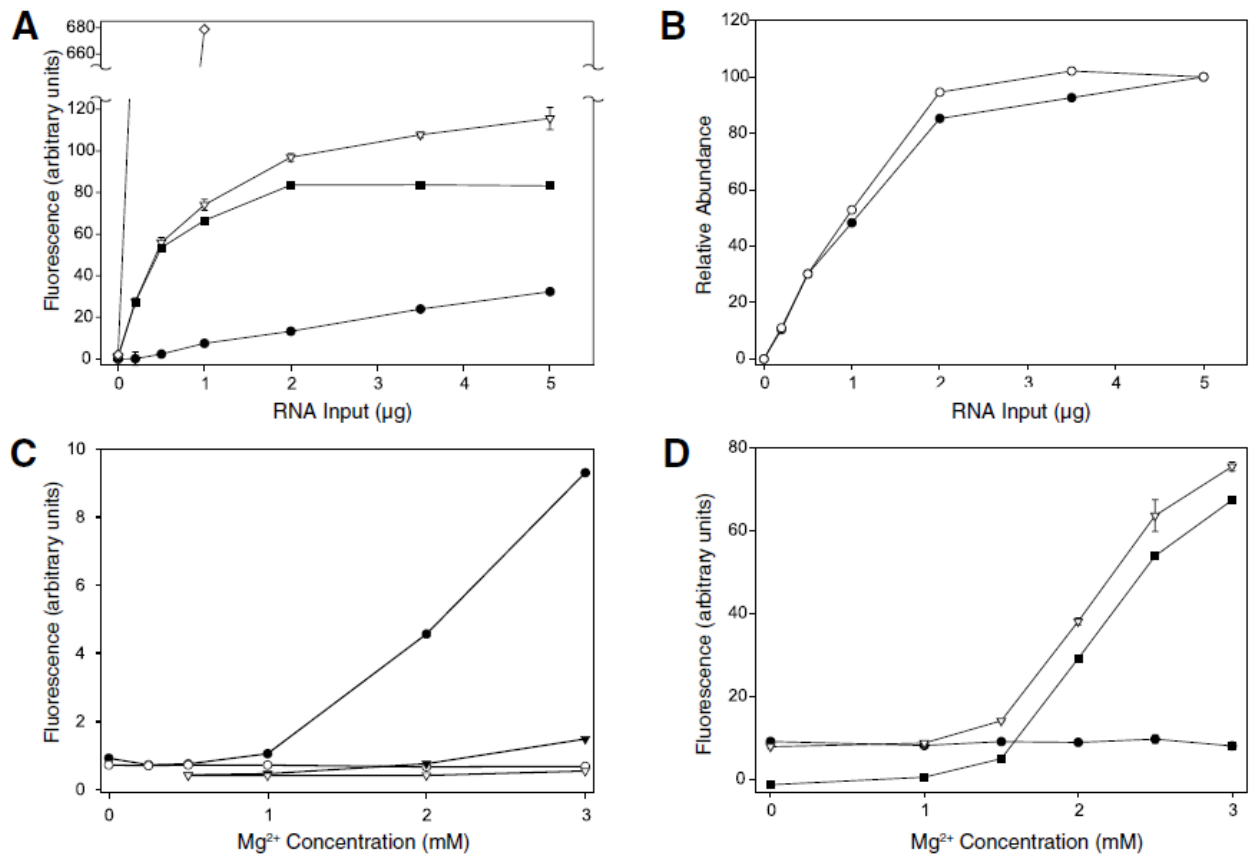 A
Fluorescence (arbitrary units)
680
660
120
100
80
60
40
20
0
0 1 2 3 4 5
RNA Input (µg)
B
Relative Abundance
120
100
80
60
40
20
0
0 1 2 3 4 5
RNA Input (µg)
C
Fluorescence (arbitrary units)
10
8
6
4
2
0
0 1 2 3
Mg²⁺ Concentration (mM)
D
Fluorescence (arbitrary units)
80
60
40
20
0
0 1 2 3
Mg²⁺ Concentration (mM)